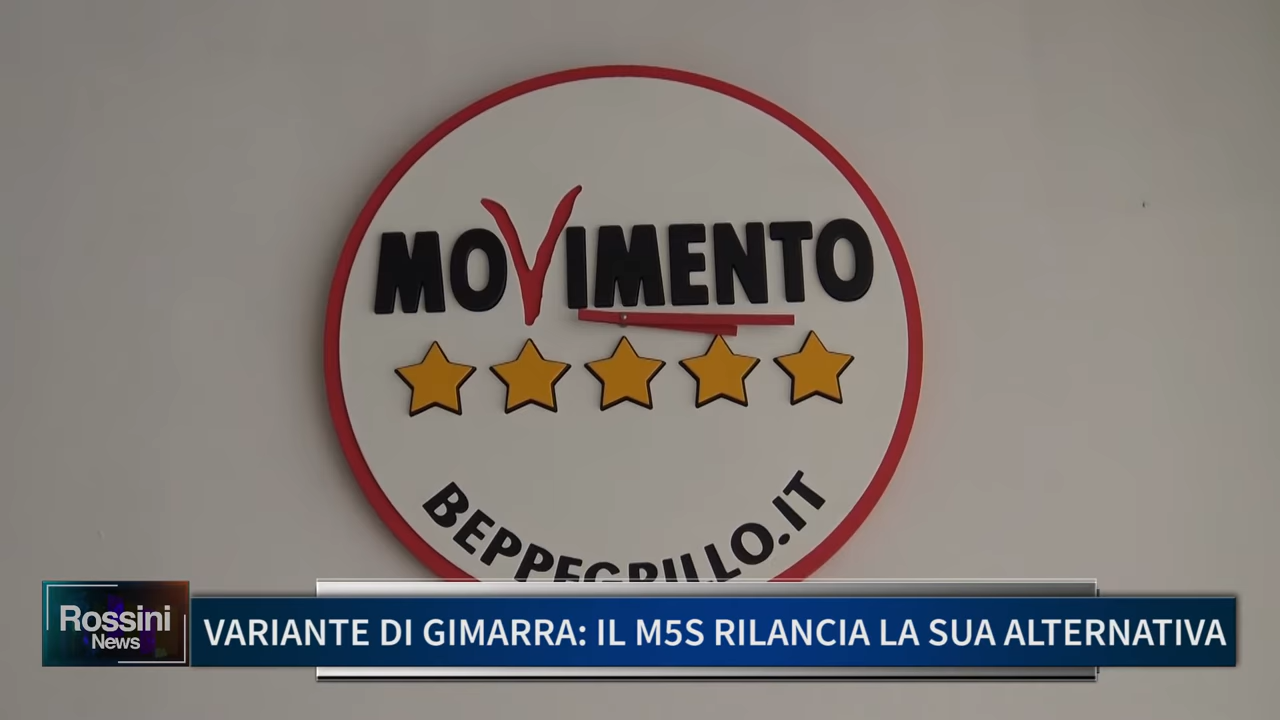 MOVIMENTO
BEPPEGRILLO.IT
Rossini
News
VARIANTE DI GIMARRA: IL M5S RILANCIA LA SUA ALTERNATIVA